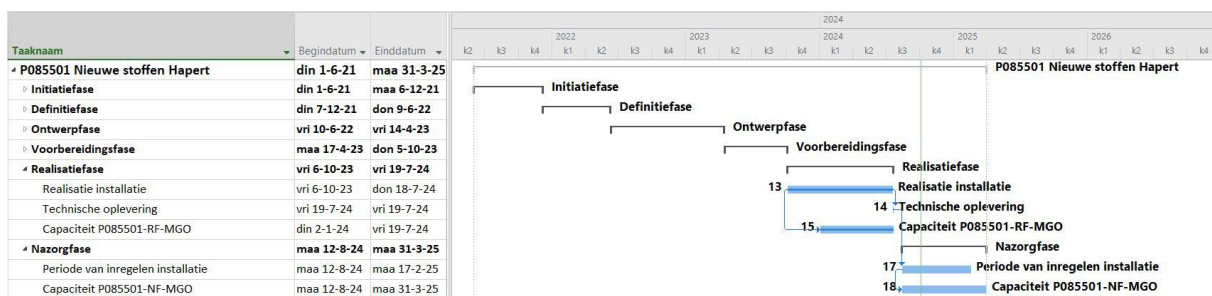 2024
2022 2023 2024 2025 2026
Taaknaam Begindatum Einddatum k2 k3 k4 k1 k2 k3 k4 k1 k2 k3 k4 k1 k2 k3 k4 k1 k2 k3 k4 k1 k2 k3 k4
P085501 Nieuwe stoffen Hapert din 1-6-21 maa 31-3-25 P085501 Nieuwe stoffen Hapert
Initiatiefase din 1-6-21 maa 6-12-21 Initiatiefase
Definitiefase din 7-12-21 don 9-6-22 Definitiefase
Ontwerpfase vri 10-6-22 vri 14-4-23 Ontwerpfase
Voorbereidingsfase maa 17-4-23 don 5-10-23 Voorbereidingsfase
Realisatiefase vri 6-10-23 vri 19-7-24 Realisatiefase
Realisatie installatie vri 6-10-23 don 18-7-24 13 Realisatie installatie
Technische oplevering vri 19-7-24 vri 19-7-24 14 Technische oplevering
Capaciteit P085501-RF-MGO din 2-1-24 vri 19-7-24 15 Capaciteit P085501-RF-MGO
Nazorgfase maa 12-8-24 maa 31-3-25 Nazorgfase
Periode van inregelen installatie maa 12-8-24 maa 17-2-25 17 Periode van inregelen installatie
Capaciteit P085501-NF-MGO maa 12-8-24 maa 31-3-25 18 Capaciteit P085501-NF-MGO